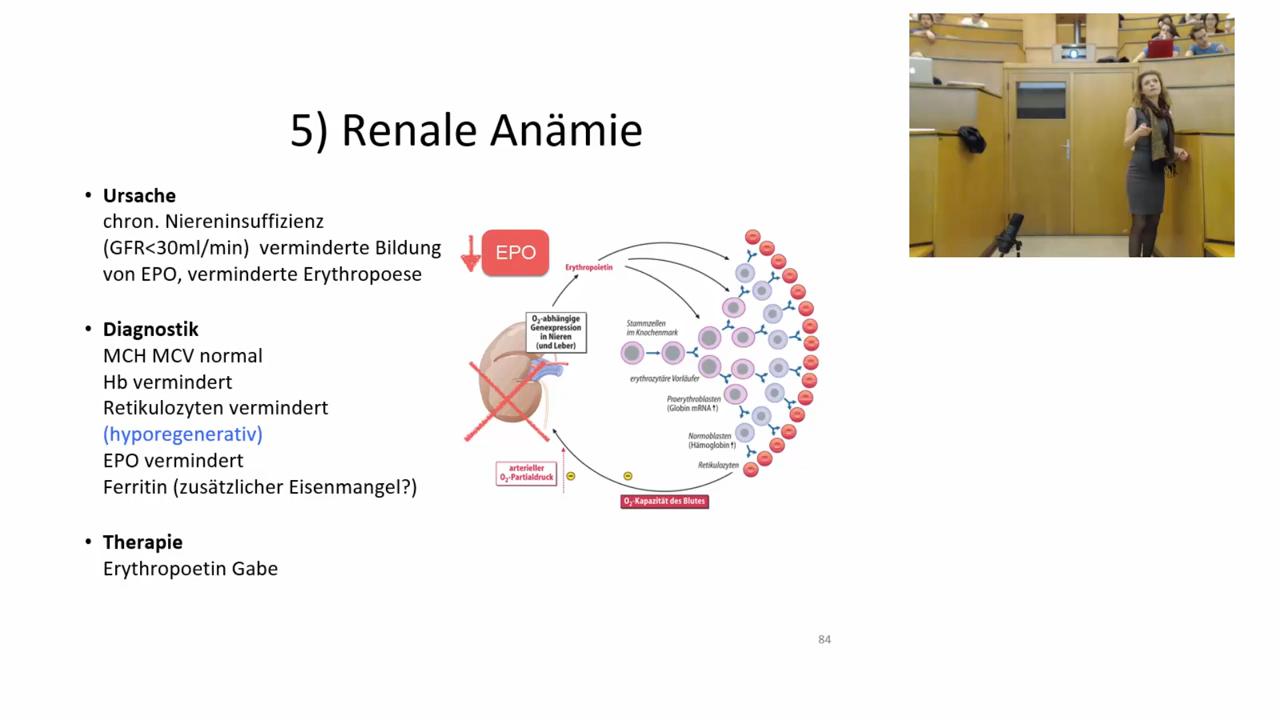 5) Renale Anämie
• Ursache
chron. Niereninsuffizienz
(GFR<30ml/min) verminderte Bildung
von EPO, verminderte Erythropoese
• Diagnostik
MCH MCV normal
Hb vermindert
Retikulozyten vermindert
(hyporegenerativ)
EPO vermindert
Ferritin (zusätzlicher Eisenmangel?)
• Therapie
Erythropoetin Gabe
EPO
Erythropoietin
O₂-abhängige
Genexpression
in Nieren
(und Leber)
Stammzellen
im Knochenmark
erythrozytäre Vorläufer
Proerythroblasten
(Globin mRNA↑)
Normoblasten
(Hämoglobin↑)
Retikulozyten
arterieller
O₂-Partialdruck
O₂-Kapazität des Blutes
84